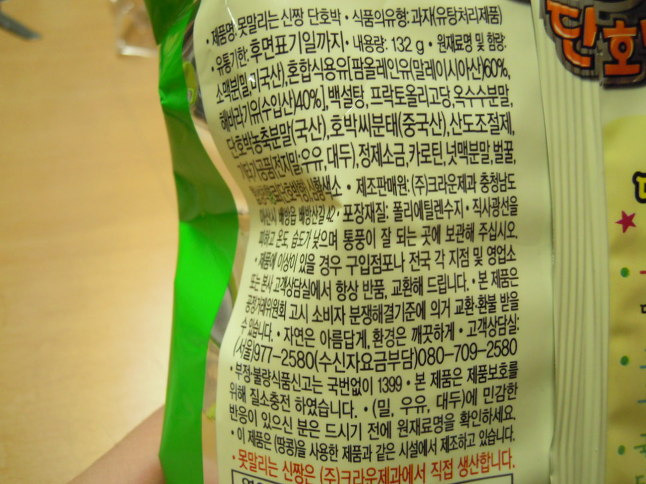 • 제품명: 못말리는 신짱 단호박 • 식품의유형: 과자(유탕처리제품)
• 유통기한: 후면표기일까지 • 내용량: 132 g • 원재료명 및 함량:
소맥분[밀,미국산],혼합식용유[팜올레인유(말레이시아산)60%,
해바라기유(수입산)40%], 백설탕, 프락토올리고당, 옥수수분말,
단호박농축분말(국산), 호박씨분태(중국산), 산도조절제,
전지밀:우유, 대두), 정제소금, 카로틴, 넛맥분말, 벌꿀,
• 제조판매원: (주)크라운제과 충청남도
아산시 배방읍 배방산길 42 • 포장재질: 폴리에틸렌수지 • 직사광선을
피하고 온도, 습도가 낮으며 통풍이 잘 되는 곳에 보관해 주십시오.
• 제품에 이상이 있을 경우 구입점포나 전국 각 지점 및 영업소
또는 본사 고객상담실에서 항상 반품, 교환해 드립니다. • 본 제품은
공정거래위원회 고시 소비자 분쟁해결기준에 의거 교환·환불 받을
수 있습니다. • 자연은 아름답게, 환경은 깨끗하게 • 고객상담실:
(서울)977-2580(수신자요금부담)080-709-2580
• 부정·불량식품신고는 국번없이 1399 • 본 제품은 제품보호를
위해 질소충전 하였습니다. • (밀, 우유, 대두)에 민감한
반응이 있으신 분은 드시기 전에 원재료명을 확인하세요.
• 이 제품은 (땅콩)을 사용한 제품과 같은 시설에서 제조하고 있습니다.
• 못말리는 신짱은 (주)크라운제과에서 직접 생산합니다.
단호